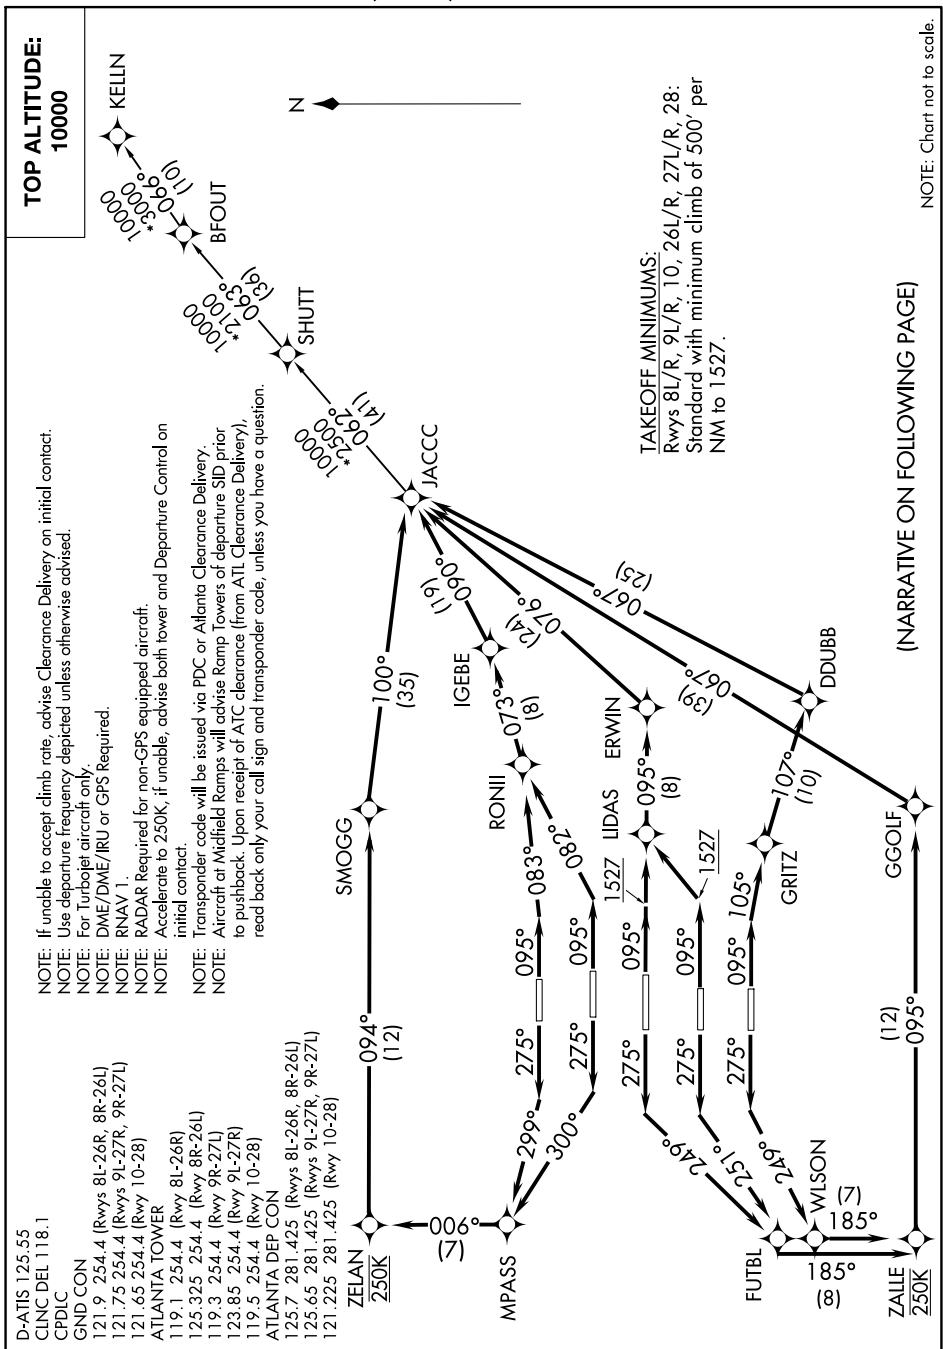 D-ATIS 125.55
CLNC DEL 118.1
CPDLC
GND CON
121.9 254.4 (Rwys 8L-26R, 8R-26L)
121.75 254.4 (Rwys 9L-27R, 9R-27L)
121.65 254.4 (Rwy 10-28)
ATLANTA TOWER
119.1 254.4 (Rwy 8L-26R)
125.325 254.4 (Rwy 8R-26L)
119.3 254.4 (Rwy 9R-27L)
123.85 254.4 (Rwy 9L-27R)
119.5 254.4 (Rwy 10-28)
ATLANTA DEP CON
125.7 281.425 (Rwys 8L-26R, 8R-26L)
125.65 281.425 (Rwys 9L-27R, 9R-27L)
121.225 281.425 (Rwy 10-28)
NOTE: If unable to accept climb rate, advise Clearance Delivery on initial contact.
NOTE: Use departure frequency depicted unless otherwise advised.
NOTE: For Turbojet aircraft only.
NOTE: DME/DME/IRU or GPS Required.
NOTE: RNAV 1.
NOTE: RADAR Required for non-GPS equipped aircraft.
NOTE: Accelerate to 250K, if unable, advise both tower and Departure Control on
initial contact.
NOTE: Transponder code will be issued via PDC or Atlanta Clearance Delivery.
NOTE: Aircraft at Midfield Ramps will advise Ramp Towers of departure SID prior
to pushback. Upon receipt of ATC clearance (from ATL Clearance Delivery),
read back only your call sign and transponder code, unless you have a question.
TOP ALTITUDE:
10000
KELLN
10000
*3000
066°
(10)
BFOUT
10000
*2100
063°
(36)
SHUTT
10000
*2500
062°
(41)
JACCC
N
ZELAN
250K
094°
(12)
SMOGG
100°
(35)
006°
(7)
MPASS
299°
275°
095°
083°
RONII
073°
(8)
IGEBE
090°
(19)
300°
275°
095°
082°
249°
275°
095°
1527
LIDAS
095°
(8)
ERWIN
076°
(24)
251°
275°
095°
1527
249°
275°
095°
105°
GRITZ
107°
(10)
DDUBB
067°
(25)
067°
(39)
FUTBL
WLSON
(7)
185°
185°
(8)
ZALLE
250K
(12)
095°
GGOLF
TAKEOFF MINIMUMS:
Rwys 8L/R, 9L/R, 10, 26L/R, 27L/R, 28:
Standard with minimum climb of 500' per
NM to 1527.
(NARRATIVE ON FOLLOWING PAGE)
NOTE: Chart not to scale.